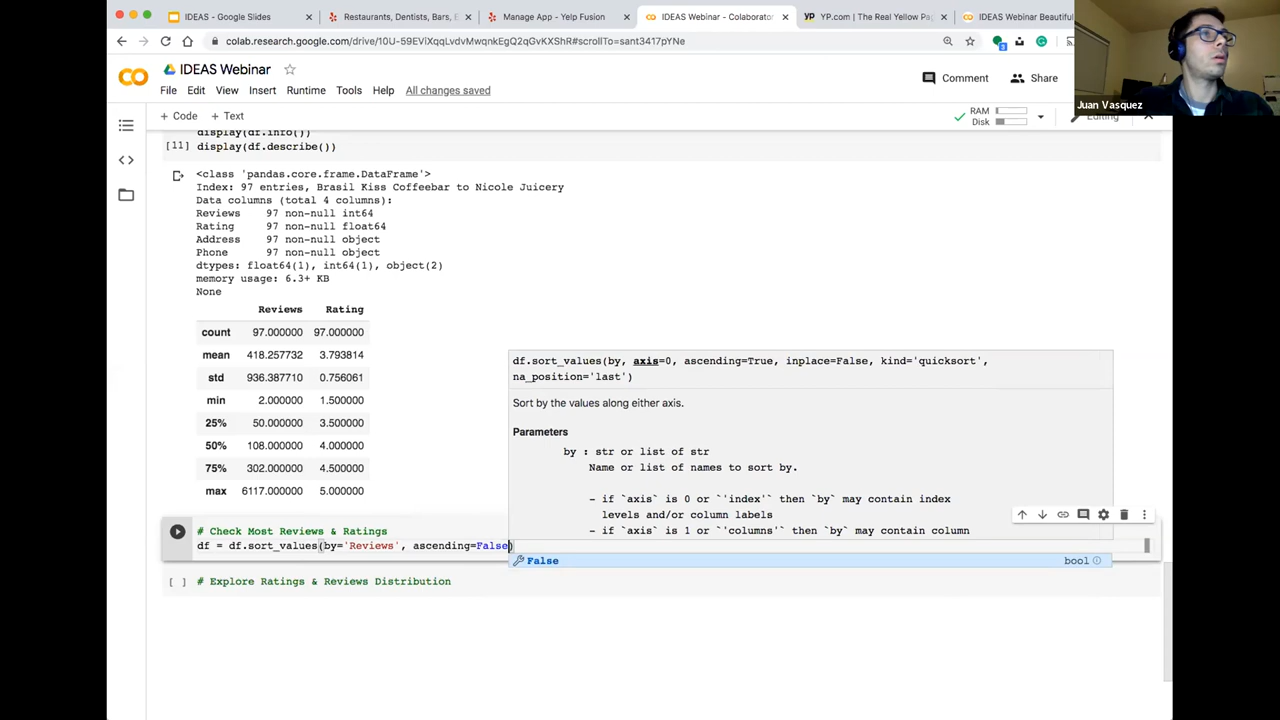 IDEAS - Google Slides
Restaurants, Dentists, Bars, E
Manage App - Yelp Fusion
IDEAS Webinar - Colaborator
YP.com | The Real Yellow Pa
IDEAS Webinar Beautiful
colab.research.google.com/drive/10U-59EViXqqLvdvMwqnkEgQ2qGvKXShR#scrollTo=sant3417pYNe
Juan Vasquez
IDEAS Webinar
Comment
Share
File Edit View Insert Runtime Tools Help All changes saved
+ Code + Text
RAM
Disk
Editing
display(df.info())
[11] display(df.describe())
<class 'pandas.core.frame.DataFrame'>
Index: 97 entries, Brasil Kiss Coffeebar to Nicole Juicery
Data columns (total 4 columns):
Reviews 97 non-null int64
Rating 97 non-null float64
Address 97 non-null object
Phone 97 non-null object
dtypes: float64(1), int64(1), object(2)
memory usage: 6.3+ KB
None
Reviews Rating
count 97.000000 97.000000
mean 418.257732 3.793814
std 936.387710 0.756061
min 2.000000 1.500000
25% 50.000000 3.500000
50% 108.000000 4.000000
75% 302.000000 4.500000
max 6117.000000 5.000000
df.sort_values(by, axis=0, ascending=True, inplace=False, kind='quicksort',
na_position='last')
Sort by the values along either axis.
Parameters
by : str or list of str
Name or list of names to sort by.
- if `axis` is 0 or `'index'` then `by` may contain index
levels and/or column labels
- if `axis` is 1 or `'columns'` then `by` may contain column
# Check Most Reviews & Ratings
df = df.sort_values(by='Reviews', ascending=False)
False bool
[ ] # Explore Ratings & Reviews Distribution